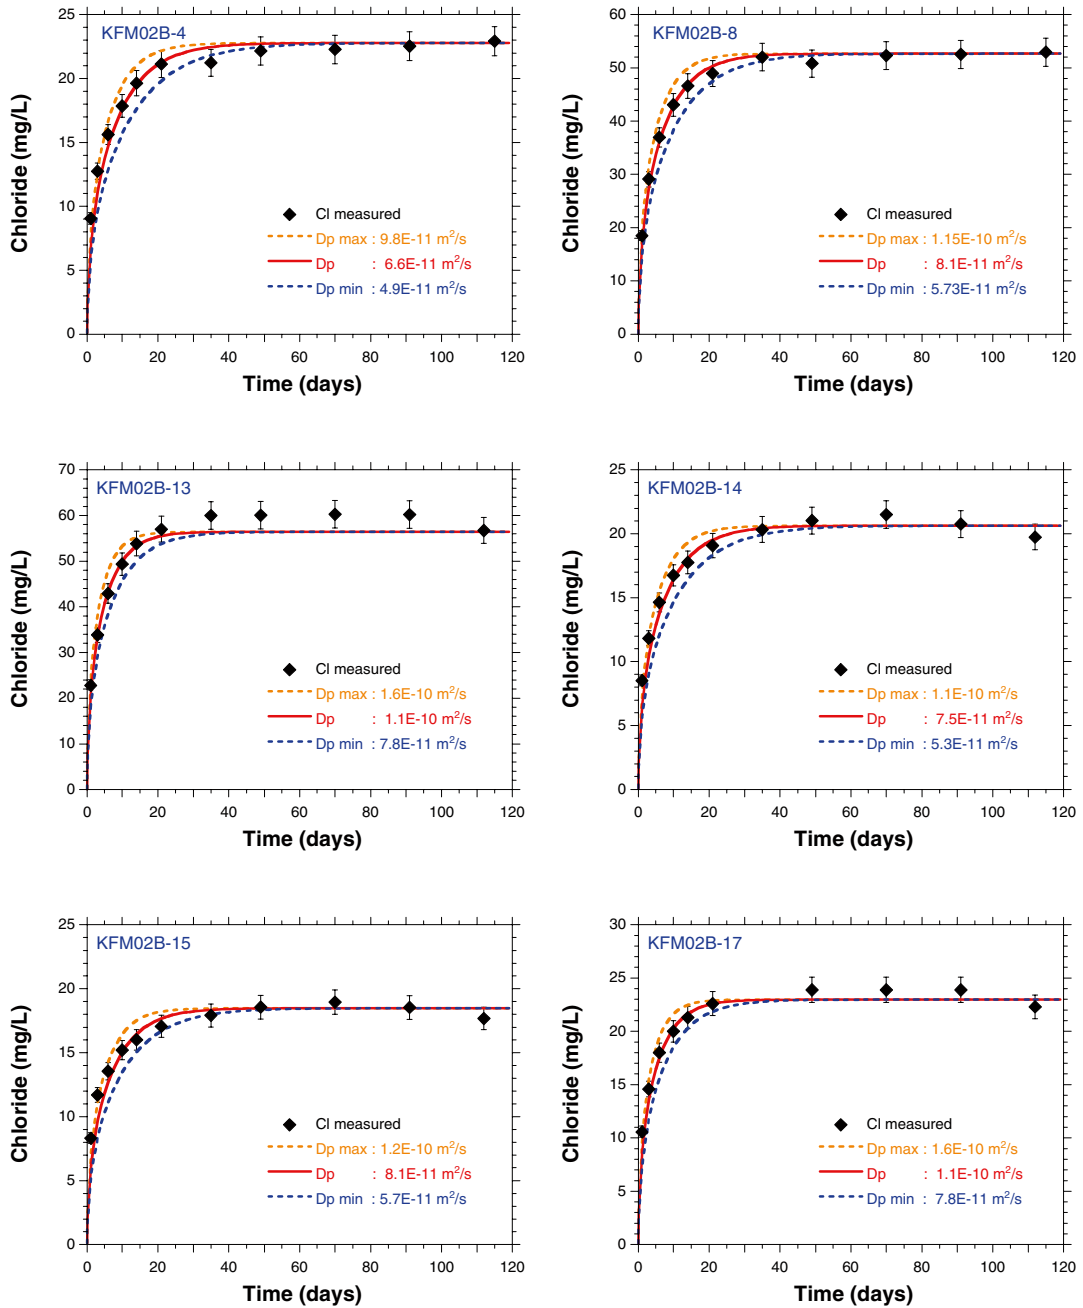 KFM02B-4
Chloride (mg/L)
25
20
15
10
5
0
Cl measured
Dp max : 9.8E-11 m²/s
Dp : 6.6E-11 m²/s
Dp min : 4.9E-11 m²/s
0 20 40 60 80 100 120
Time (days)
KFM02B-8
Chloride (mg/L)
60
50
40
30
20
10
0
Cl measured
Dp max : 1.15E-10 m²/s
Dp : 8.1E-11 m²/s
Dp min : 5.73E-11 m²/s
0 20 40 60 80 100 120
Time (days)
KFM02B-13
Chloride (mg/L)
70
60
50
40
30
20
10
0
Cl measured
Dp max : 1.6E-10 m²/s
Dp : 1.1E-10 m²/s
Dp min : 7.8E-11 m²/s
0 20 40 60 80 100 120
Time (days)
KFM02B-14
Chloride (mg/L)
25
20
15
10
5
0
Cl measured
Dp max : 1.1E-10 m²/s
Dp : 7.5E-11 m²/s
Dp min : 5.3E-11 m²/s
0 20 40 60 80 100 120
Time (days)
KFM02B-15
Chloride (mg/L)
25
20
15
10
5
0
Cl measured
Dp max : 1.2E-10 m²/s
Dp : 8.1E-11 m²/s
Dp min : 5.7E-11 m²/s
0 20 40 60 80 100 120
Time (days)
KFM02B-17
Chloride (mg/L)
30
25
20
15
10
5
0
Cl measured
Dp max : 1.6E-10 m²/s
Dp : 1.1E-10 m²/s
Dp min : 7.8E-11 m²/s
0 20 40 60 80 100 120
Time (days)